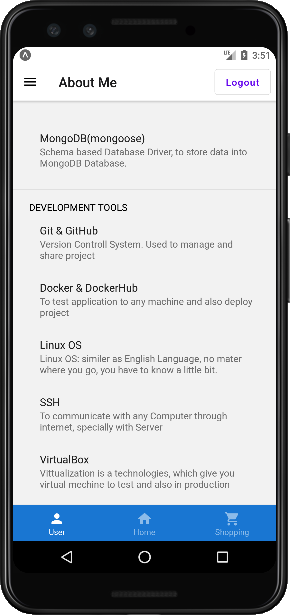 3:51
About Me
Logout
MongoDB(mongoose)
Schema based Database Driver, to store data into
MongoDB Database.
DEVELOPMENT TOOLS
Git & GitHub
Version Controll System. Used to manage and
share project
Docker & DockerHub
To test application to any machine and also deploy
project
Linux OS
Linux OS: similer as English Language, no mater
where you go, you have to know a little bit.
SSH
To communicate with any Computer through
internet, specially with Server
VirtualBox
Vittualization is a technologies, which give you
virtual mechine to test and also in production
User
Home
Shopping